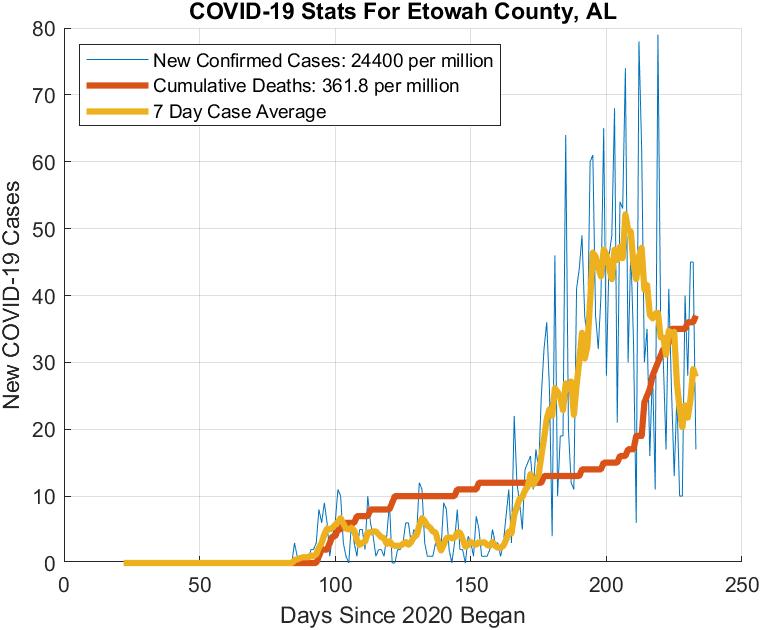 COVID-19 Stats For Etowah County, AL
New Confirmed Cases: 24400 per million
Cumulative Deaths: 361.8 per million
7 Day Case Average
New COVID-19 Cases
80
70
60
50
40
30
20
10
0
0 50 100 150 200 250
Days Since 2020 Began